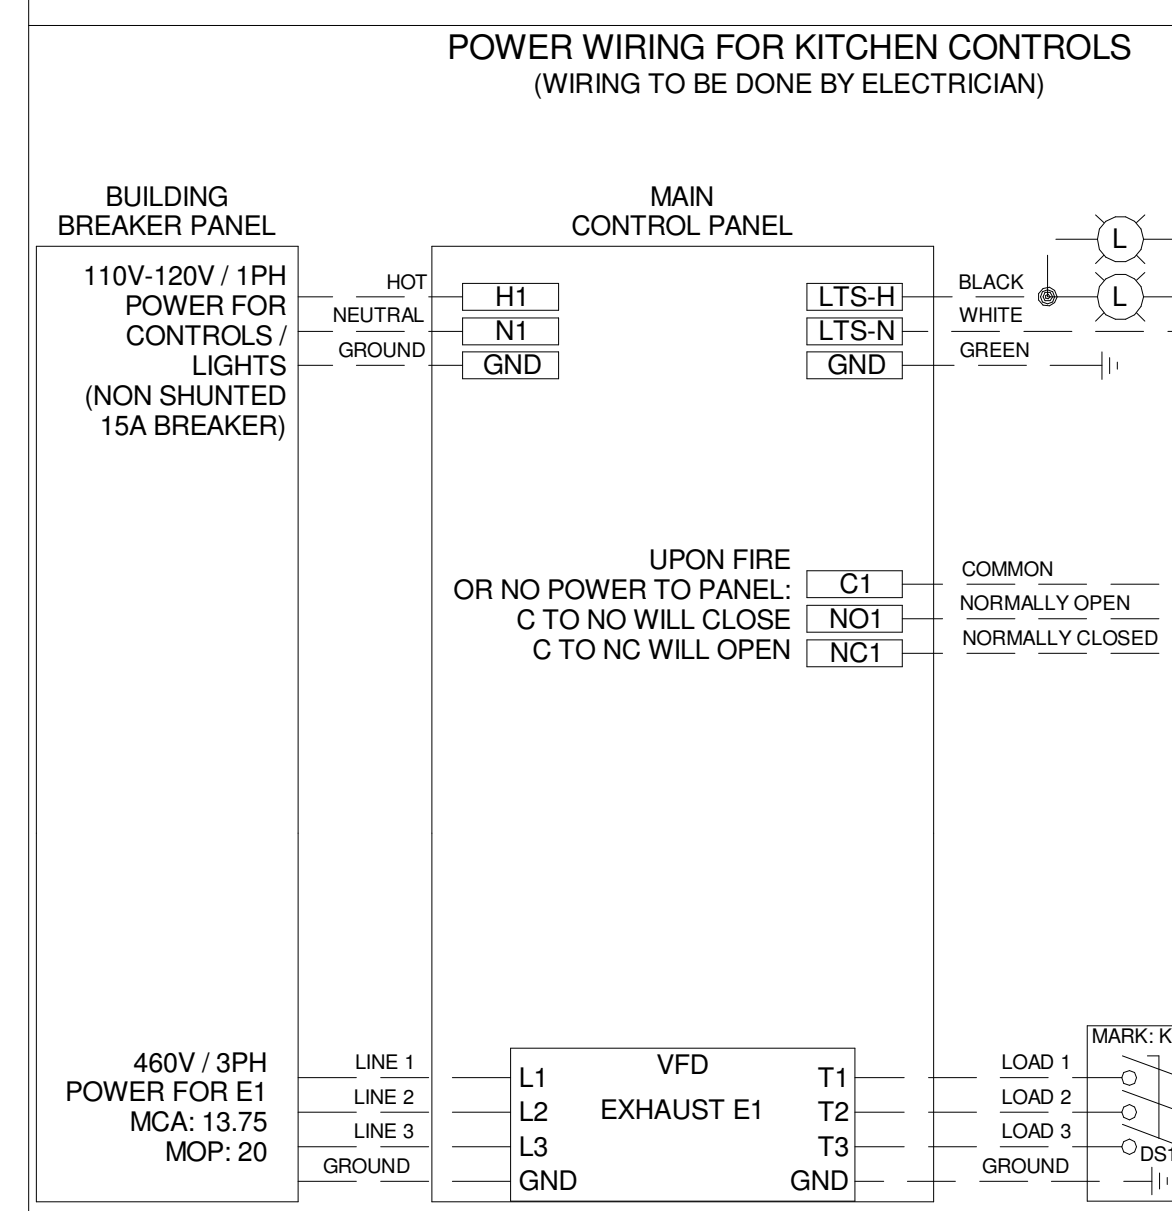 POWER WIRING FOR KITCHEN CONTROLS
(WIRING TO BE DONE BY ELECTRICIAN)
BUILDING
BREAKER PANEL
MAIN
CONTROL PANEL
110V-120V / 1PH
POWER FOR
CONTROLS /
LIGHTS
(NON SHUNTED
15A BREAKER)
HOT
NEUTRAL
GROUND
H1
N1
GND
LTS-H
LTS-N
GND
BLACK
WHITE
GREEN
L
L
UPON FIRE
OR NO POWER TO PANEL:
C TO NO WILL CLOSE
C TO NC WILL OPEN
C1
NO1
NC1
COMMON
NORMALLY OPEN
NORMALLY CLOSED
460V / 3PH
POWER FOR E1
MCA: 13.75
MOP: 20
LINE 1
LINE 2
LINE 3
GROUND
L1
L2
L3
GND
VFD
EXHAUST E1
T1
T2
T3
GND
LOAD 1
LOAD 2
LOAD 3
GROUND
MARK: K
DS1